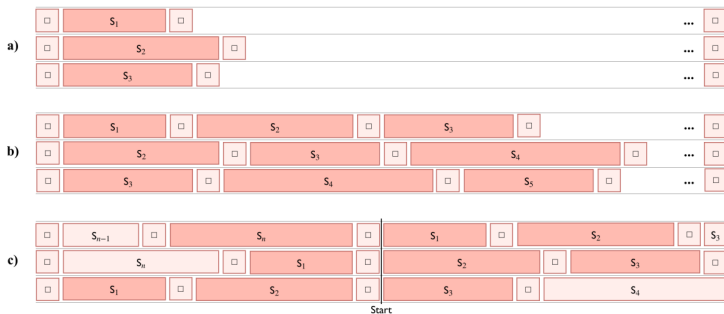 a)
□ S₁ □ ... □
□ S₂ □ ... □
□ S₃ □ ... □
b)
□ S₁ □ S₂ □ S₃ □ ... □
□ S₂ □ S₃ □ S₄ □ ... □
□ S₃ □ S₄ □ S₅ □ ... □
c)
□ Sₙ₋₁ □ Sₙ □ S₁ □ S₂ □ S₃
□ Sₙ □ S₁ □ S₂ □ S₃ □
□ S₁ □ S₂ □ S₃ □ S₄
Start